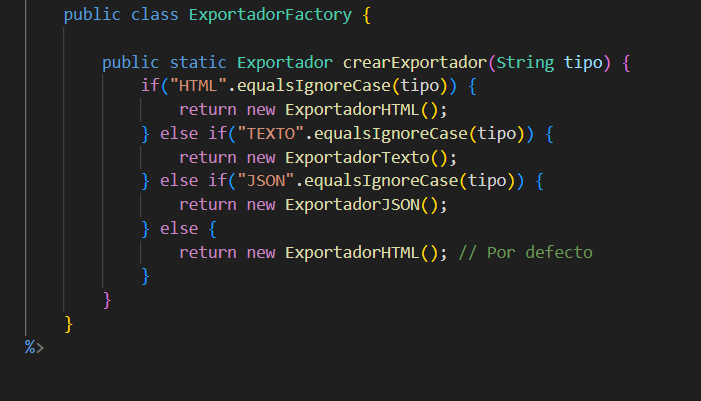 public class ExportadorFactory {
public static Exportador crearExportador(String tipo) {
if("HTML".equalsIgnoreCase(tipo)) {
return new ExportadorHTML();
} else if("TEXTO".equalsIgnoreCase(tipo)) {
return new ExportadorTexto();
} else if("JSON".equalsIgnoreCase(tipo)) {
return new ExportadorJSON();
} else {
return new ExportadorHTML(); // Por defecto
}
}
}
%>